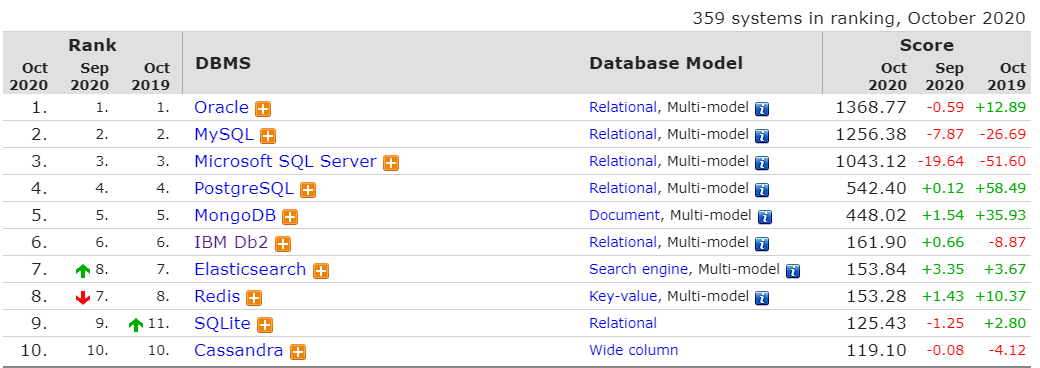 359 systems in ranking, October 2020
Rank DBMS Database Model Score
Oct 2020 Sep 2020 Oct 2019 Oct 2020 Sep 2020 Oct 2019
1. 1. 1. Oracle Relational, Multi-model 1368.77 -0.59 +12.89
2. 2. 2. MySQL Relational, Multi-model 1256.38 -7.87 -26.69
3. 3. 3. Microsoft SQL Server Relational, Multi-model 1043.12 -19.64 -51.60
4. 4. 4. PostgreSQL Relational, Multi-model 542.40 +0.12 +58.49
5. 5. 5. MongoDB Document, Multi-model 448.02 +1.54 +35.93
6. 6. 6. IBM Db2 Relational, Multi-model 161.90 +0.66 -8.87
7. 8. 7. Elasticsearch Search engine, Multi-model 153.84 +3.35 +3.67
8. 7. 8. Redis Key-value, Multi-model 153.28 +1.43 +10.37
9. 9. 11. SQLite Relational 125.43 -1.25 +2.80
10. 10. 10. Cassandra Wide column 119.10 -0.08 -4.12